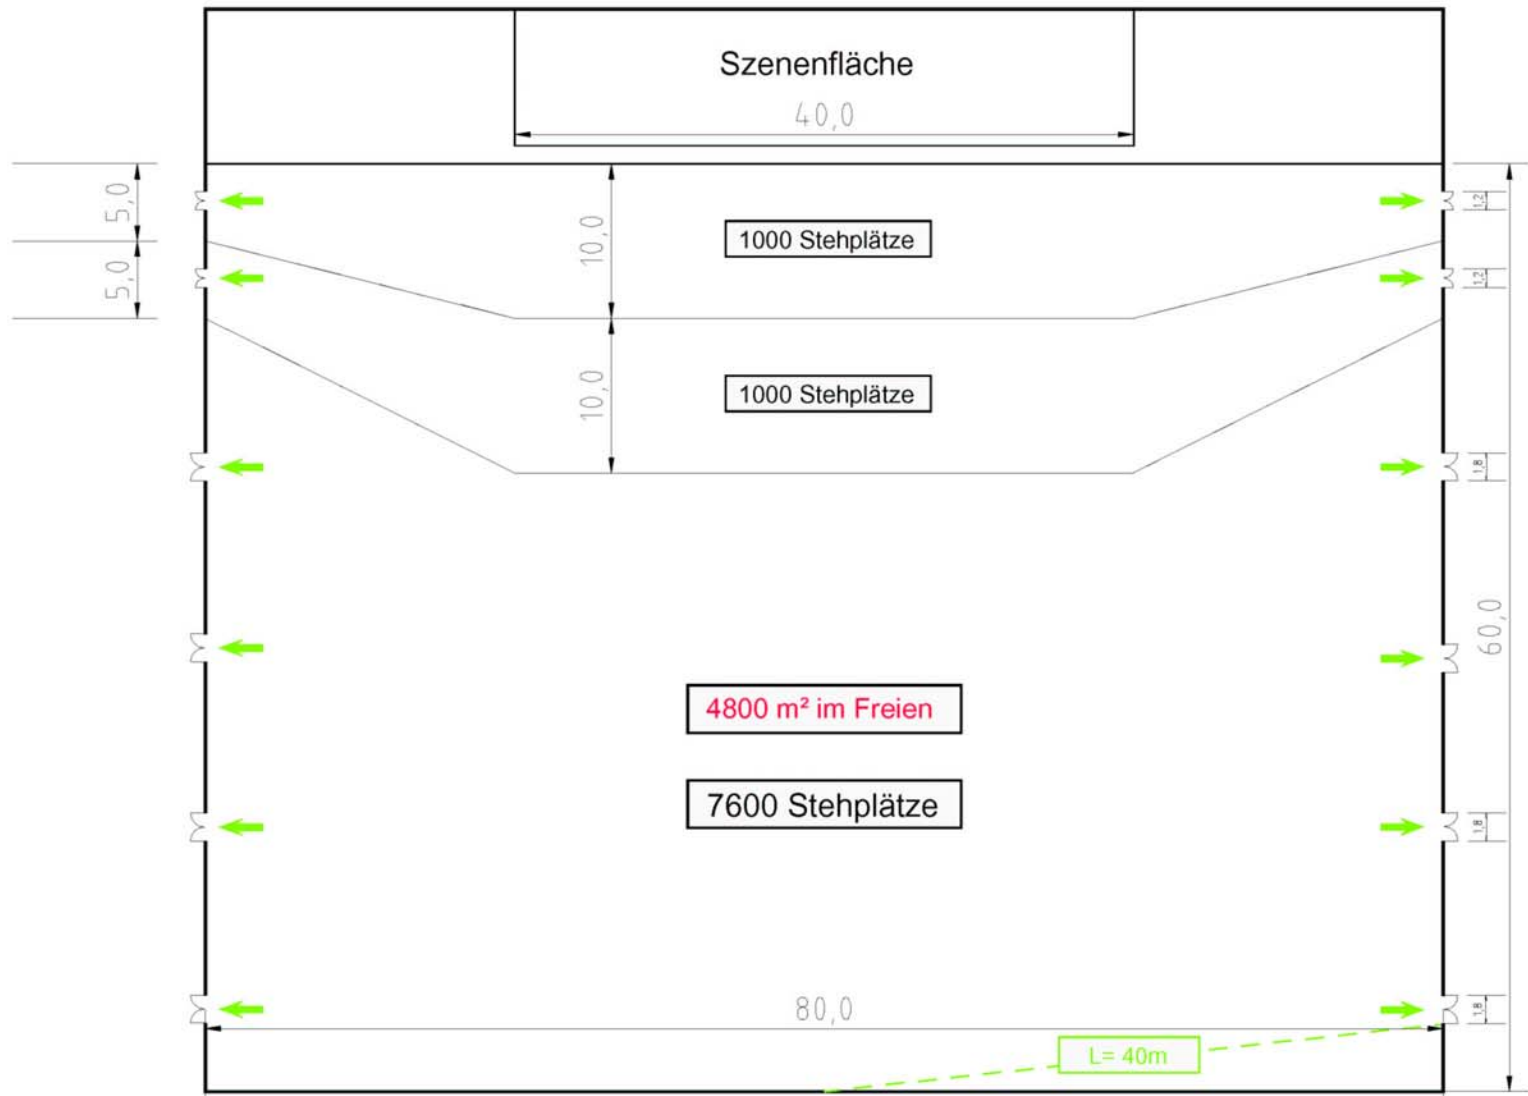 Szenenfläche
40,0
5,0
10,0
1000 Stehplätze
1,2
5,0
1,2
10,0
1000 Stehplätze
1,8
60,0
4800 m² im Freien
7600 Stehplätze
1,8
80,0
1,8
L= 40m